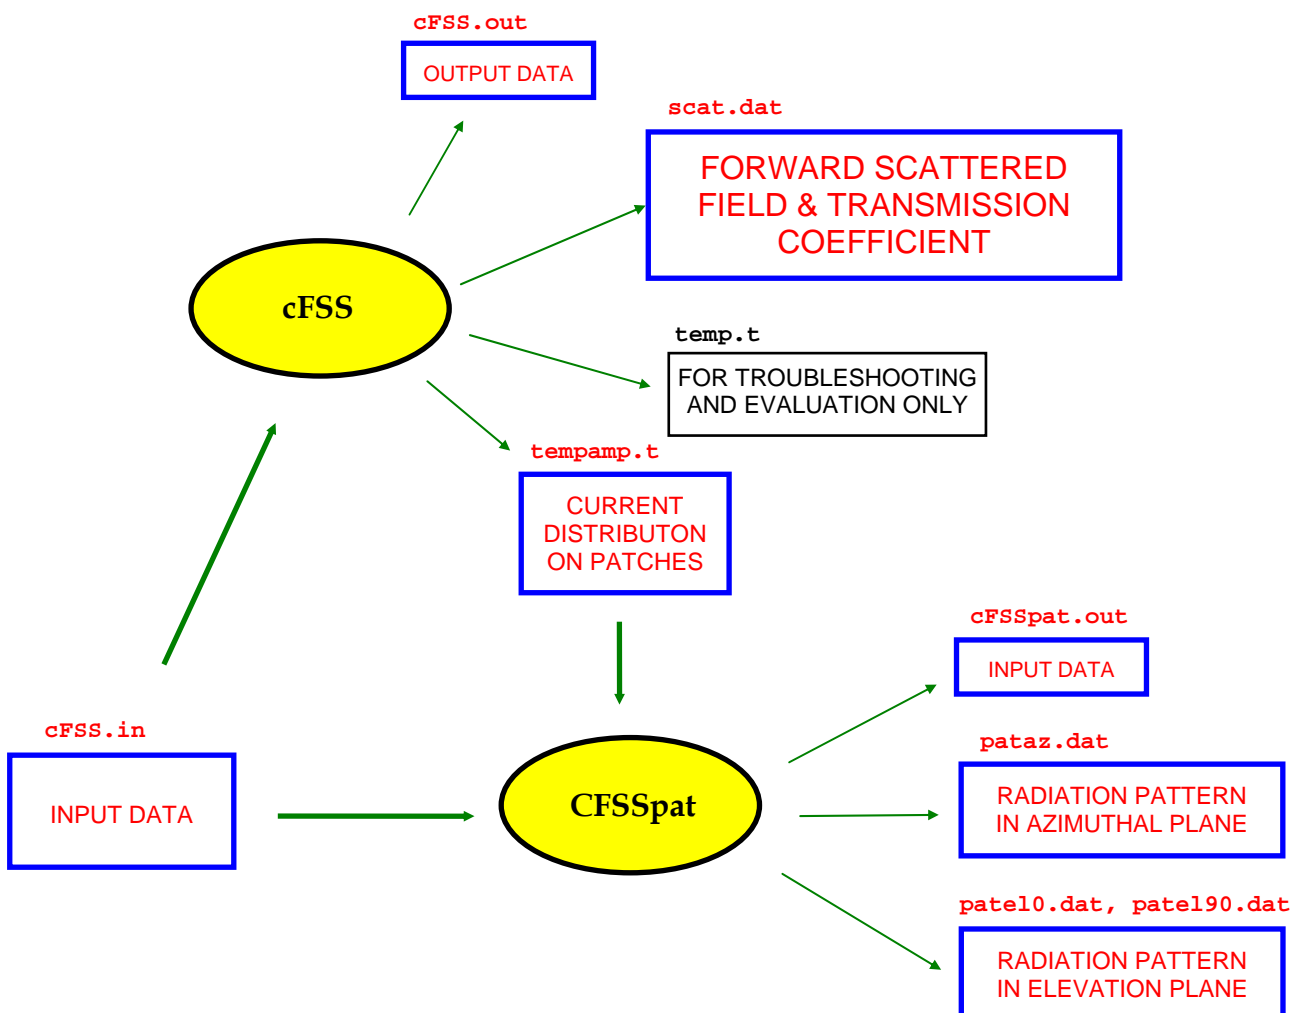 cFSS.out
OUTPUT DATA
scat.dat
FORWARD SCATTERED
FIELD & TRANSMISSION
COEFFICIENT
cFSS
temp.t
FOR TROUBLESHOOTING
AND EVALUATION ONLY
tempamp.t
CURRENT
DISTRIBUTON
ON PATCHES
cFSSpat.out
INPUT DATA
cFSS.in
INPUT DATA
CFSSpat
pataz.dat
RADIATION PATTERN
IN AZIMUTHAL PLANE
patel0.dat, patel90.dat
RADIATION PATTERN
IN ELEVATION PLANE